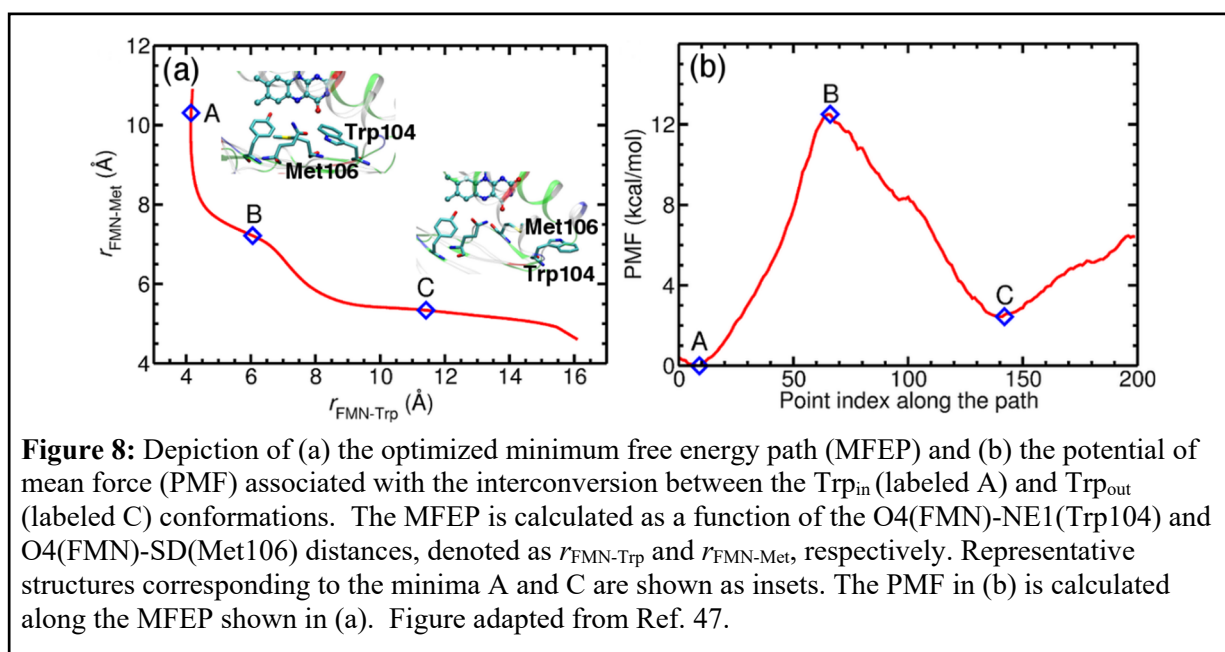 (a)
12
10
8
6
4
r_FMN-Met (Å)
A
B
C
Trp104
Met106
Met106
Trp104
4 6 8 10 12 14 16
r_FMN-Trp (Å)
(b)
12
8
4
0
PMF (kcal/mol)
A
B
C
0 50 100 150 200
Point index along the path
Figure 8: Depiction of (a) the optimized minimum free energy path (MFEP) and (b) the potential of
mean force (PMF) associated with the interconversion between the Trp_in (labeled A) and Trp_out
(labeled C) conformations. The MFEP is calculated as a function of the O4(FMN)-NE1(Trp104) and
O4(FMN)-SD(Met106) distances, denoted as r_FMN-Trp and r_FMN-Met, respectively. Representative
structures corresponding to the minima A and C are shown as insets. The PMF in (b) is calculated
along the MFEP shown in (a). Figure adapted from Ref. 47.